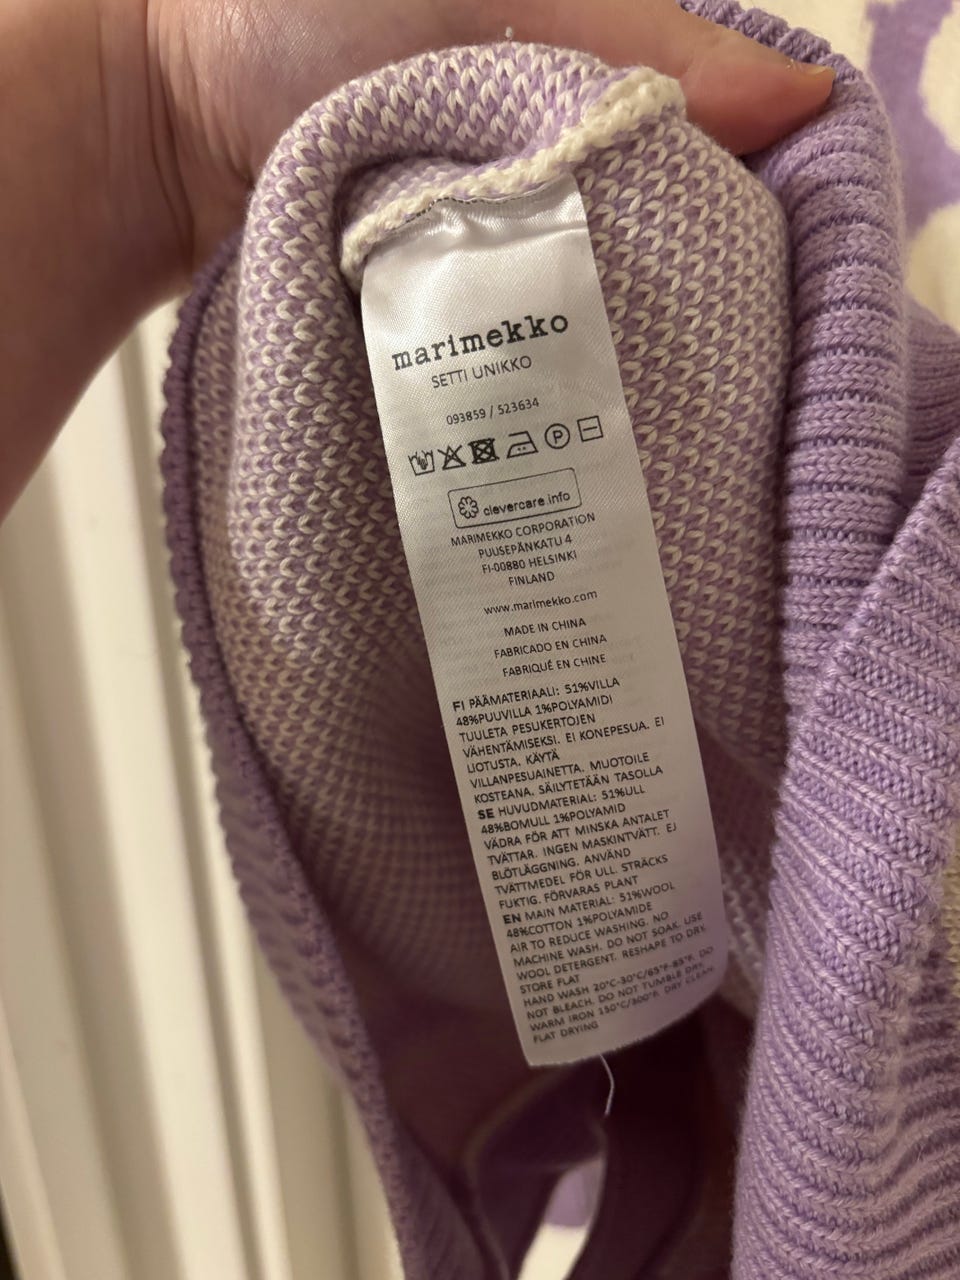 marimekko
SETTI UNIKKO
093859 / 523634
P
clevercare.info
MARIMEKKO CORPORATION
PUUSEPÄNKATU 4
FI-00880 HELSINKI
FINLAND
www.marimekko.com
MADE IN CHINA
FABRICADO EN CHINA
FABRIQUÉ EN CHINE
FI PÄÄMATERIAALI: 51%VILLA
48%PUUVILLA 1%POLYAMIDI
TUULETA PESUKERTOJEN
VÄHENTÄMISEKSI. EI KONEPESUA. EI
LIOTUSTA. KÄYTÄ
VILLANPESUAINETTA. MUOTOILE
KOSTEANA. SÄILYTETÄÄN TASOLLA
SE HUVUDMATERIAL: 51%ULL
48%BOMULL 1%POLYAMID
VÄDRA FÖR ATT MINSKA ANTALET
TVÄTTAR. INGEN MASKINTVÄTT. EJ
BLÖTLÄGGNING. ANVÄND
TVÄTTMEDEL FÖR ULL. STRÄCKS
FUKTIG. FÖRVARAS PLANT
EN MAIN MATERIAL: 51%WOOL
48%COTTON 1%POLYAMIDE
AIR TO REDUCE WASHING. NO
MACHINE WASH. DO NOT SOAK. USE
WOOL DETERGENT. RESHAPE TO DRY.
STORE FLAT
HAND WASH 20°C-30°C/65°F-85°F. DO
NOT BLEACH. DO NOT TUMBLE DRY.
WARM IRON 150°C/300°F. DRY CLEAN.
FLAT DRYING